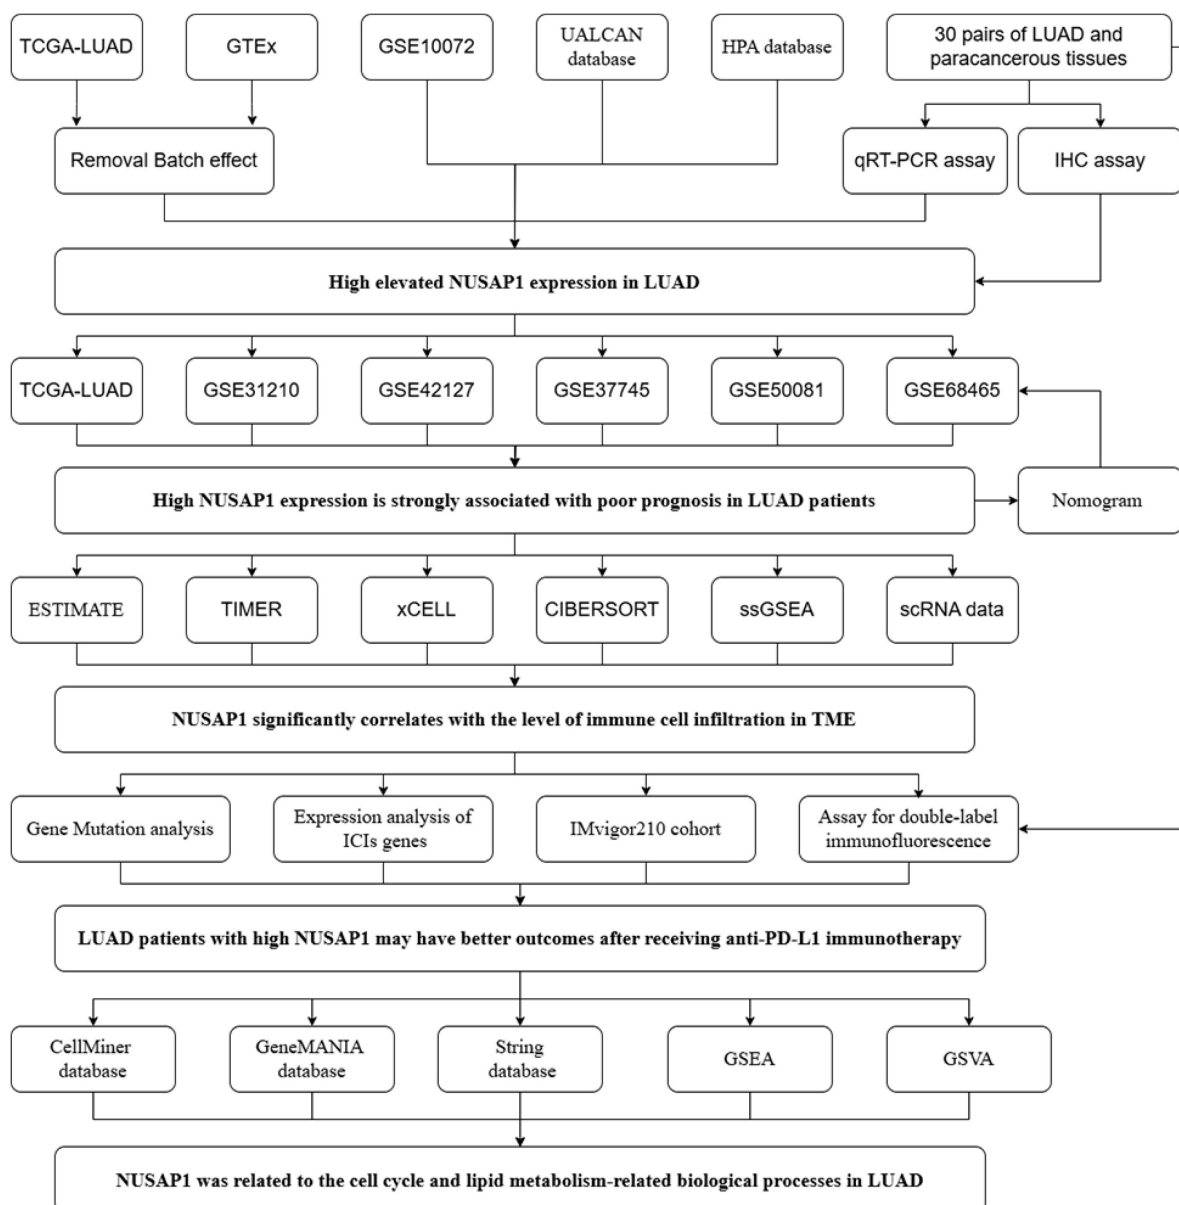 TCGA-LUAD
GTEx
GSE10072
UALCAN
database
HPA database
30 pairs of LUAD and
paracancerous tissues
Removal Batch effect
qRT-PCR assay
IHC assay
High elevated NUSAP1 expression in LUAD
TCGA-LUAD
GSE31210
GSE42127
GSE37745
GSE50081
GSE68465
High NUSAP1 expression is strongly associated with poor prognosis in LUAD patients
Nomogram
ESTIMATE
TIMER
xCELL
CIBERSORT
ssGSEA
scRNA data
NUSAP1 significantly correlates with the level of immune cell infiltration in TME
Gene Mutation analysis
Expression analysis of
ICIs genes
IMvigor210 cohort
Assay for double-label
immunofluorescence
LUAD patients with high NUSAP1 may have better outcomes after receiving anti-PD-L1 immunotherapy
CellMiner
database
GeneMANIA
database
String
database
GSEA
GSVA
NUSAP1 was related to the cell cycle and lipid metabolism-related biological processes in LUAD